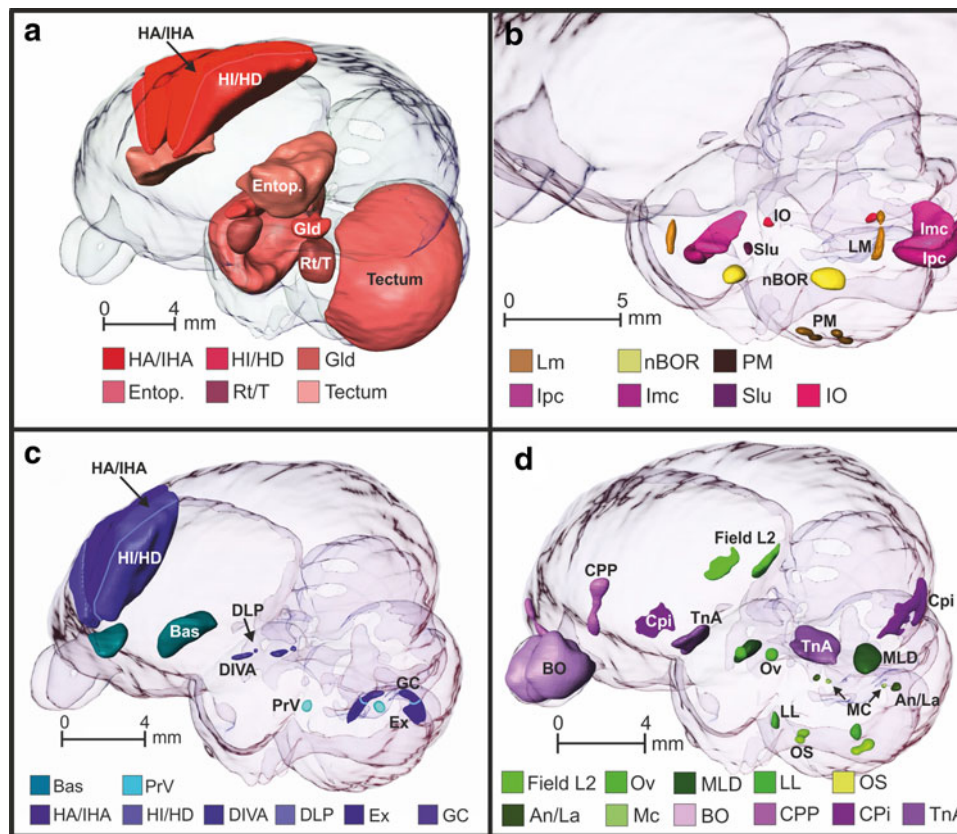 a
HA/IHA
HI/HD
Entop.
Gld
Rt/T
Tectum
0 4
mm
HA/IHA HI/HD Gld
Entop. Rt/T Tectum
b
IO
Slu
LM
Imc
Ipc
nBOR
PM
0 5
mm
Lm nBOR PM
Ipc Imc Slu IO
c
HA/IHA
HI/HD
Bas
DLP
DIVA
PrV
GC
Ex
0 4
mm
Bas PrV
HA/IHA HI/HD DIVA DLP Ex GC
d
Field L2
CPP
Cpi
TnA
Cpi
BO
Ov
TnA
MLD
MC
An/La
LL
OS
0 4
mm
Field L2 Ov MLD LL OS
An/La Mc BO CPP CPi TnA